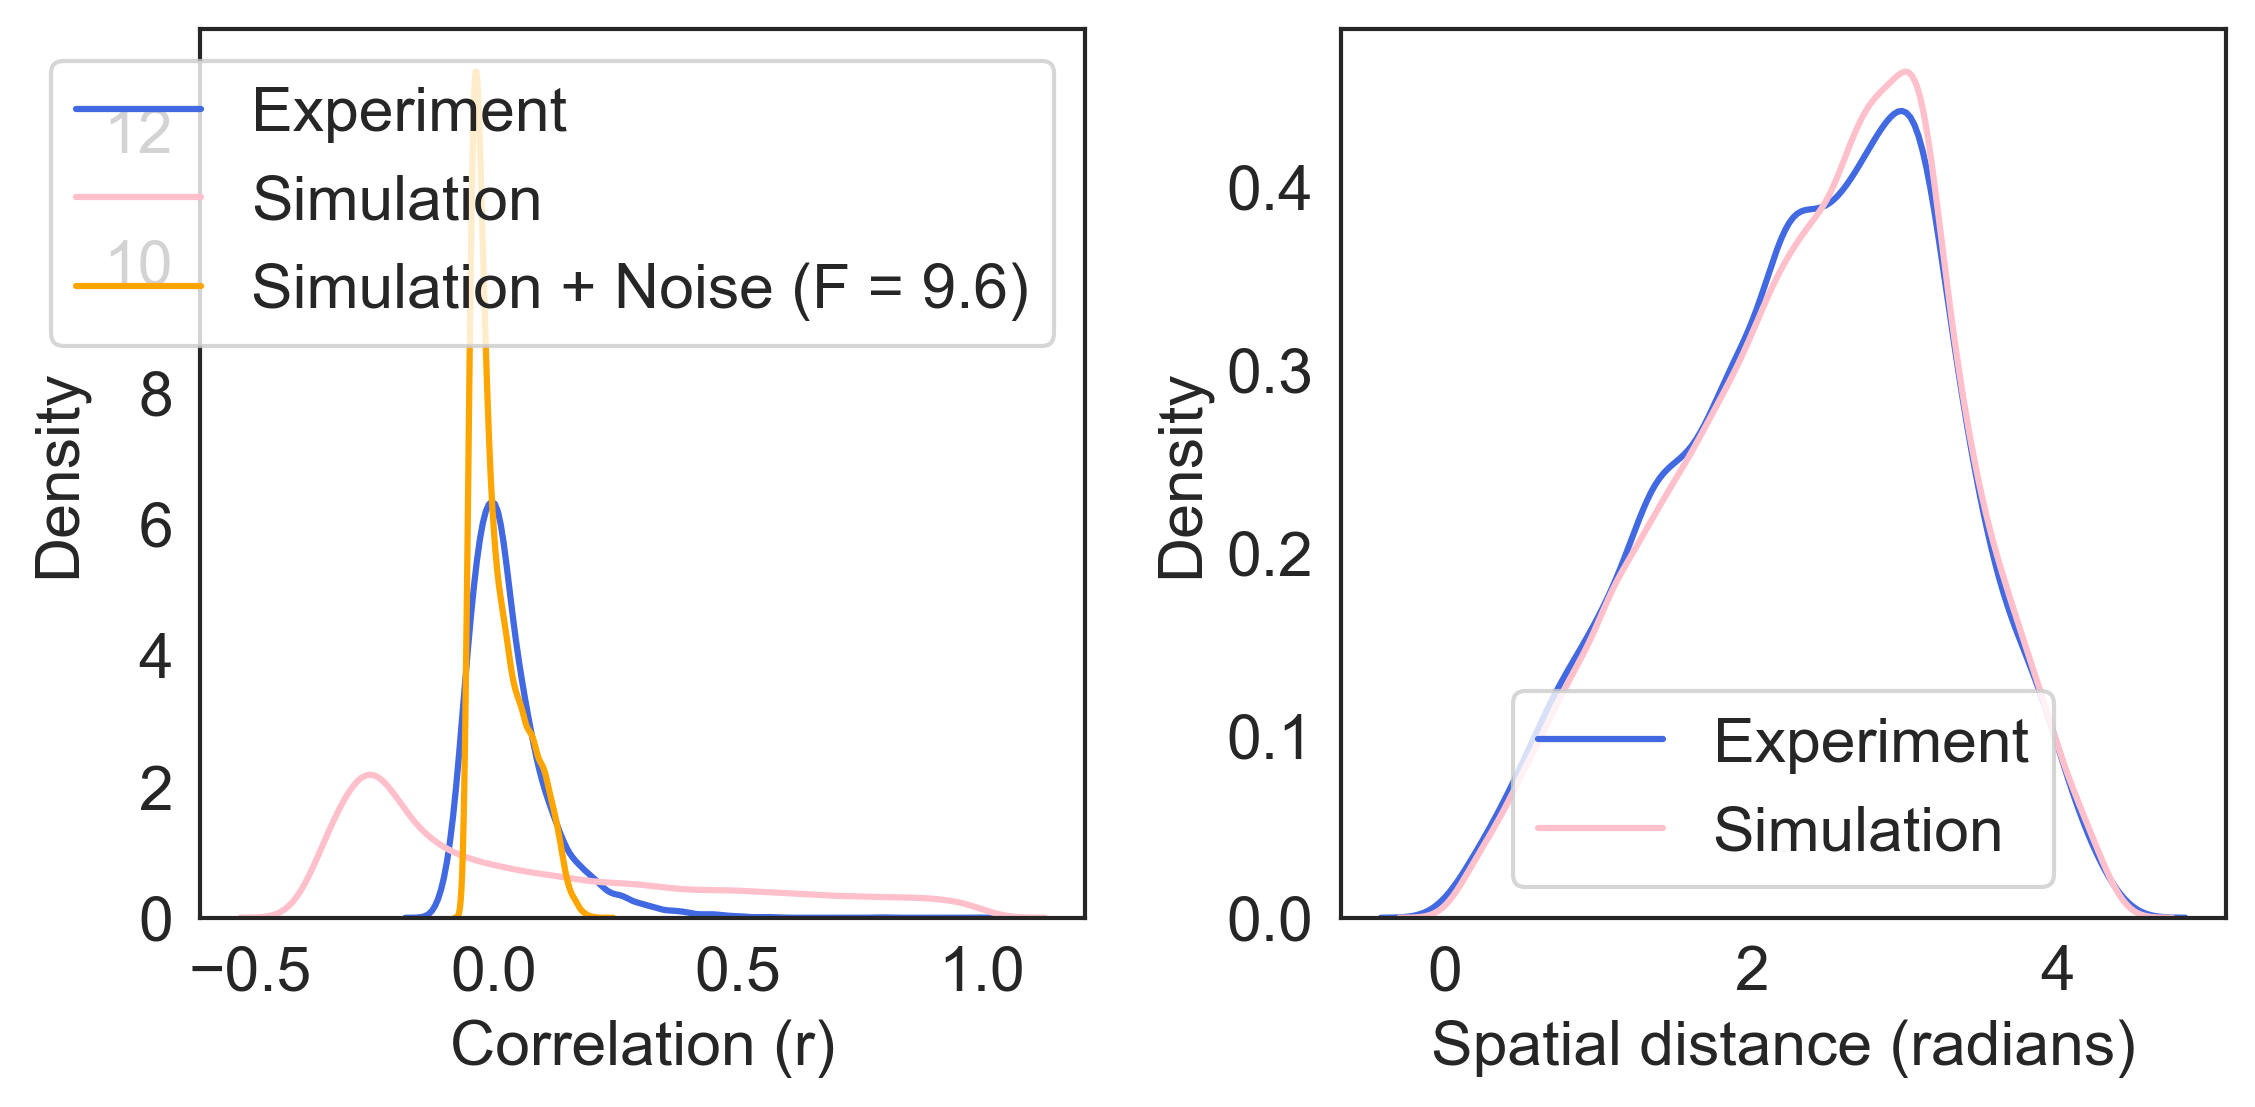 Experiment
Simulation
Simulation + Noise (F = 9.6)
12
10
8
6
4
2
0
Density
−0.5 0.0 0.5 1.0
Correlation (r)
0.4
0.3
0.2
0.1
0.0
Density
Experiment
Simulation
0 2 4
Spatial distance (radians)